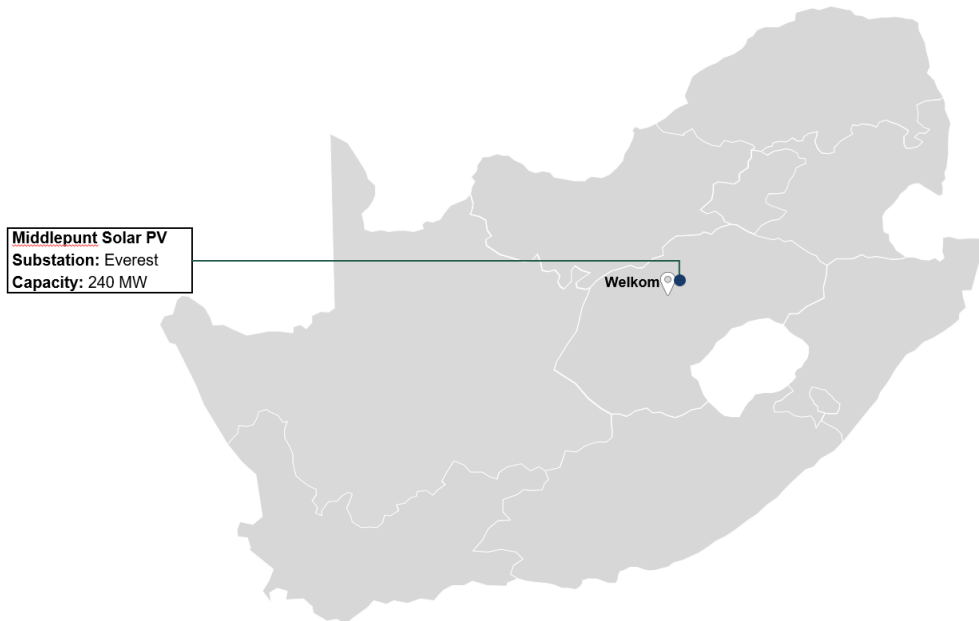 Middlepunt Solar PV
Substation: Everest
Capacity: 240 MW
Welkom